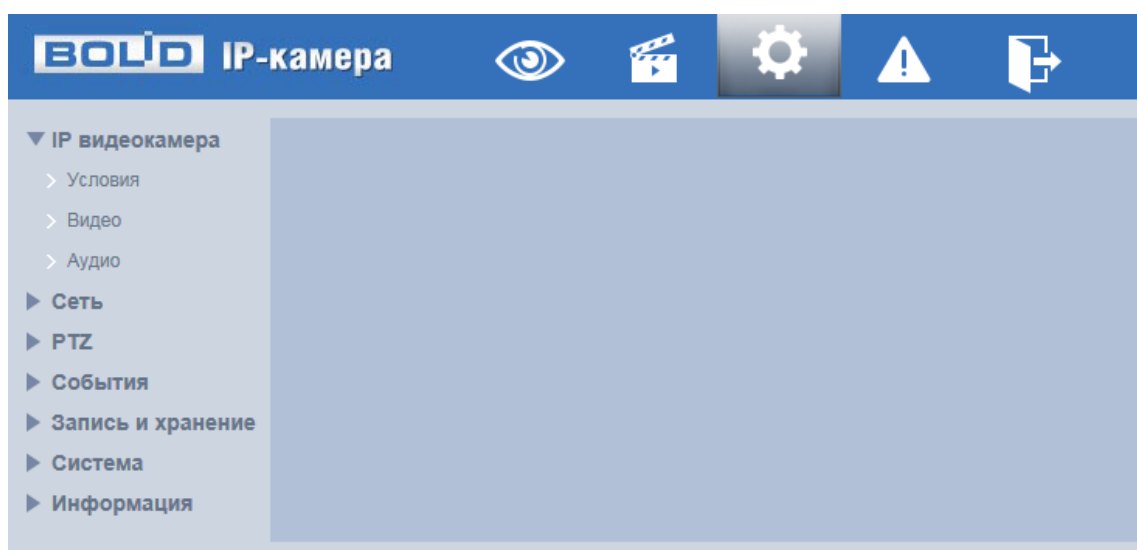 BOLID IP-камера
IP видеокамера
Условия
Видео
Аудио
Сеть
PTZ
События
Запись и хранение
Система
Информация